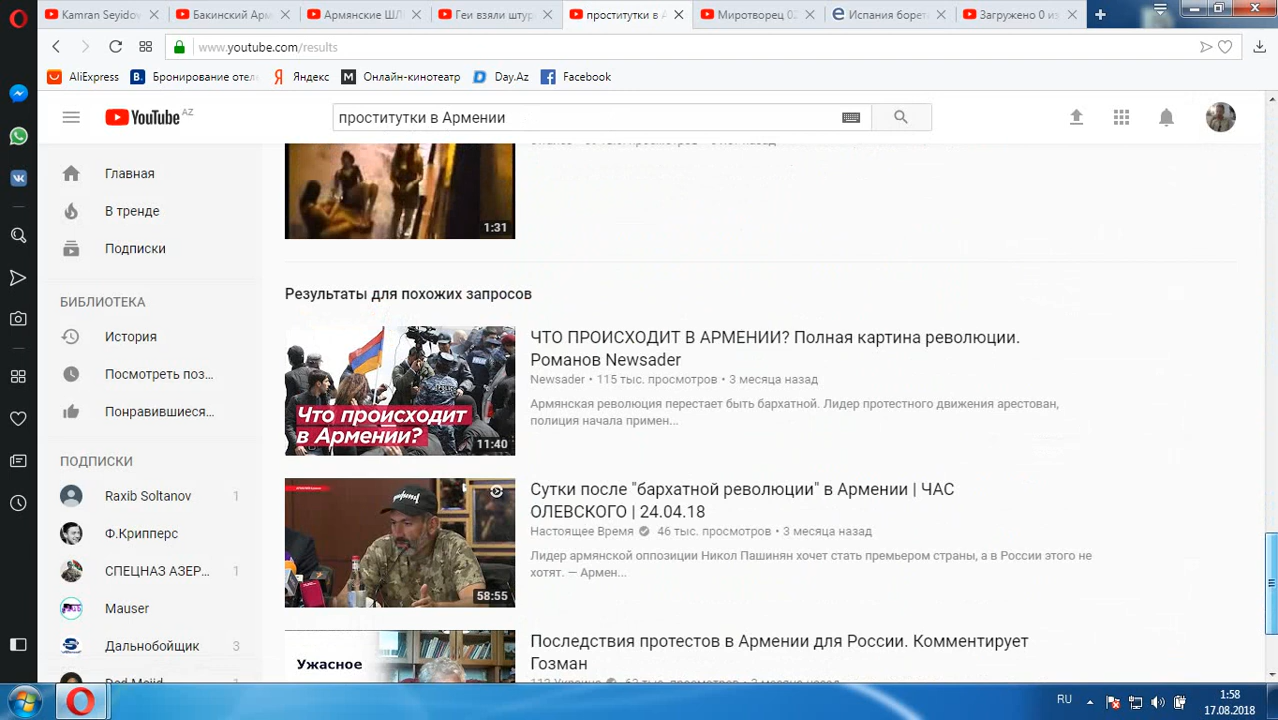 Kamran Seyidov
Бакинский Арм
Армянские ШЛ
Геи взяли штур
проститутки в А
Миротворец 02
Испания борет
Загружено 0 из
www.youtube.com/results
AliExpress
Бронирование отел
Яндекс
Онлайн-кинотеатр
Day.Az
Facebook
YouTube AZ
проститутки в Армении
Главная
В тренде
Подписки
БИБЛИОТЕКА
История
Посмотреть поз...
Понравившиеся...
ПОДПИСКИ
Raxib Soltanov 1
Ф.Крипперс
СПЕЦНАЗ АЗЕР... 1
Mauser
Дальнобойщик 3
1:31
Результаты для похожих запросов
Что происходит
в Армении?
11:40
ЧТО ПРОИСХОДИТ В АРМЕНИИ? Полная картина революции.
Романов Newsader
Newsader • 115 тыс. просмотров • 3 месяца назад
Армянская революция перестает быть бархатной. Лидер протестного движения арестован,
полиция начала примен...
58:55
Сутки после "бархатной революции" в Армении | ЧАС
ОЛЕВСКОГО | 24.04.18
Настоящее Время 46 тыс. просмотров • 3 месяца назад
Лидер армянской оппозиции Никол Пашинян хочет стать премьером страны, а в России этого не
хотят. — Армен...
Ужасное
Последствия протестов в Армении для России. Комментирует
Гозман
RU
1:58
17.08.2018